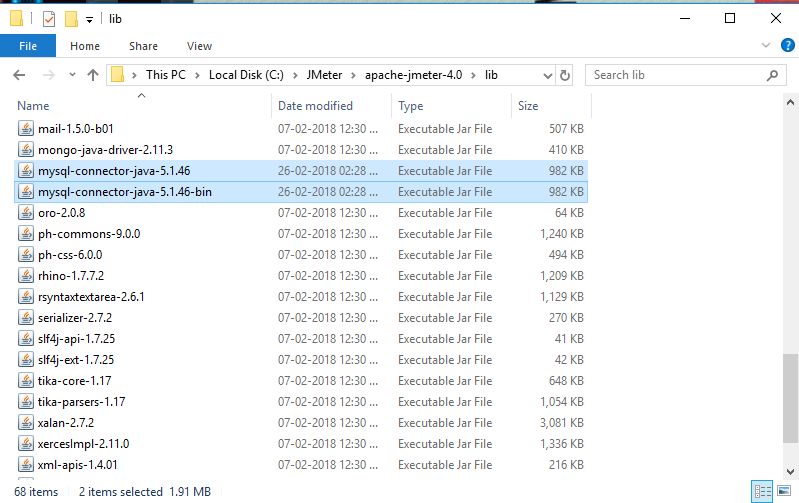 lib
File Home Share View
This PC Local Disk (C:) JMeter apache-jmeter-4.0 lib Search lib
Name Date modified Type Size
mail-1.5.0-b01 07-02-2018 12:30 ... Executable Jar File 507 KB
mongo-java-driver-2.11.3 07-02-2018 12:30 ... Executable Jar File 410 KB
mysql-connector-java-5.1.46 26-02-2018 02:28 ... Executable Jar File 982 KB
mysql-connector-java-5.1.46-bin 26-02-2018 02:28 ... Executable Jar File 982 KB
oro-2.0.8 07-02-2018 12:30 ... Executable Jar File 64 KB
ph-commons-9.0.0 07-02-2018 12:30 ... Executable Jar File 1,240 KB
ph-css-6.0.0 07-02-2018 12:30 ... Executable Jar File 494 KB
rhino-1.7.7.2 07-02-2018 12:30 ... Executable Jar File 1,209 KB
rsyntaxtextarea-2.6.1 07-02-2018 12:30 ... Executable Jar File 1,129 KB
serializer-2.7.2 07-02-2018 12:30 ... Executable Jar File 270 KB
slf4j-api-1.7.25 07-02-2018 12:30 ... Executable Jar File 41 KB
slf4j-ext-1.7.25 07-02-2018 12:30 ... Executable Jar File 42 KB
tika-core-1.17 07-02-2018 12:30 ... Executable Jar File 648 KB
tika-parsers-1.17 07-02-2018 12:30 ... Executable Jar File 1,054 KB
xalan-2.7.2 07-02-2018 12:30 ... Executable Jar File 3,081 KB
xercesImpl-2.11.0 07-02-2018 12:30 ... Executable Jar File 1,336 KB
xml-apis-1.4.01 07-02-2018 12:30 ... Executable Jar File 216 KB
68 items 2 items selected 1.91 MB